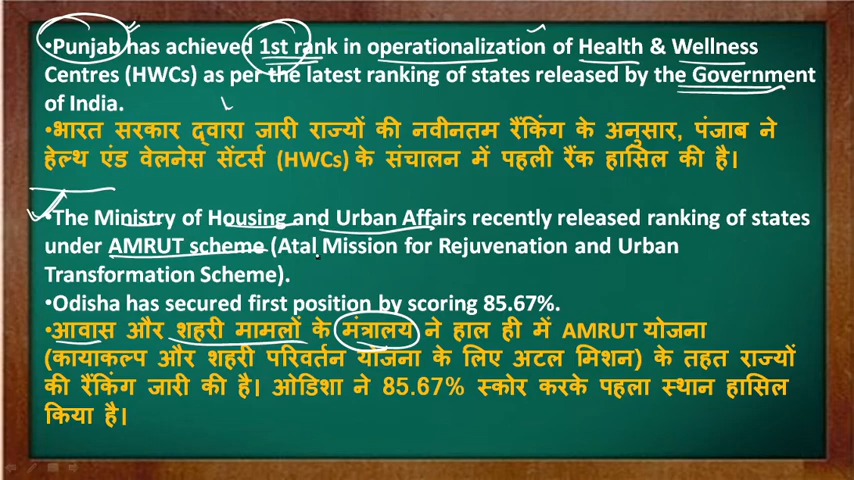 •Punjab has achieved 1st rank in operationalization of Health & Wellness
Centres (HWCs) as per the latest ranking of states released by the Government
of India.
•भारत सरकार द्वारा जारी राज्यों की नवीनतम रैंकिंग के अनुसार, पंजाब ने
हेल्थ एंड वेलनेस सेंटर्स (HWCs) के संचालन में पहली रैंक हासिल की है।
•The Ministry of Housing and Urban Affairs recently released ranking of states
under AMRUT scheme (Atal Mission for Rejuvenation and Urban
Transformation Scheme).
•Odisha has secured first position by scoring 85.67%.
•आवास और शहरी मामलों के मंत्रालय ने हाल ही में AMRUT योजना
(कायाकल्प और शहरी परिवर्तन योजना के लिए अटल मिशन) के तहत राज्यों
की रैंकिंग जारी की है। ओडिशा ने 85.67% स्कोर करके पहला स्थान हासिल
किया है।